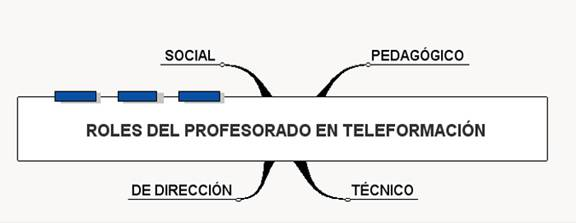 SOCIAL
PEDAGÓGICO
ROLES DEL PROFESORADO EN TELEFORMACIÓN
DE DIRECCIÓN
TÉCNICO